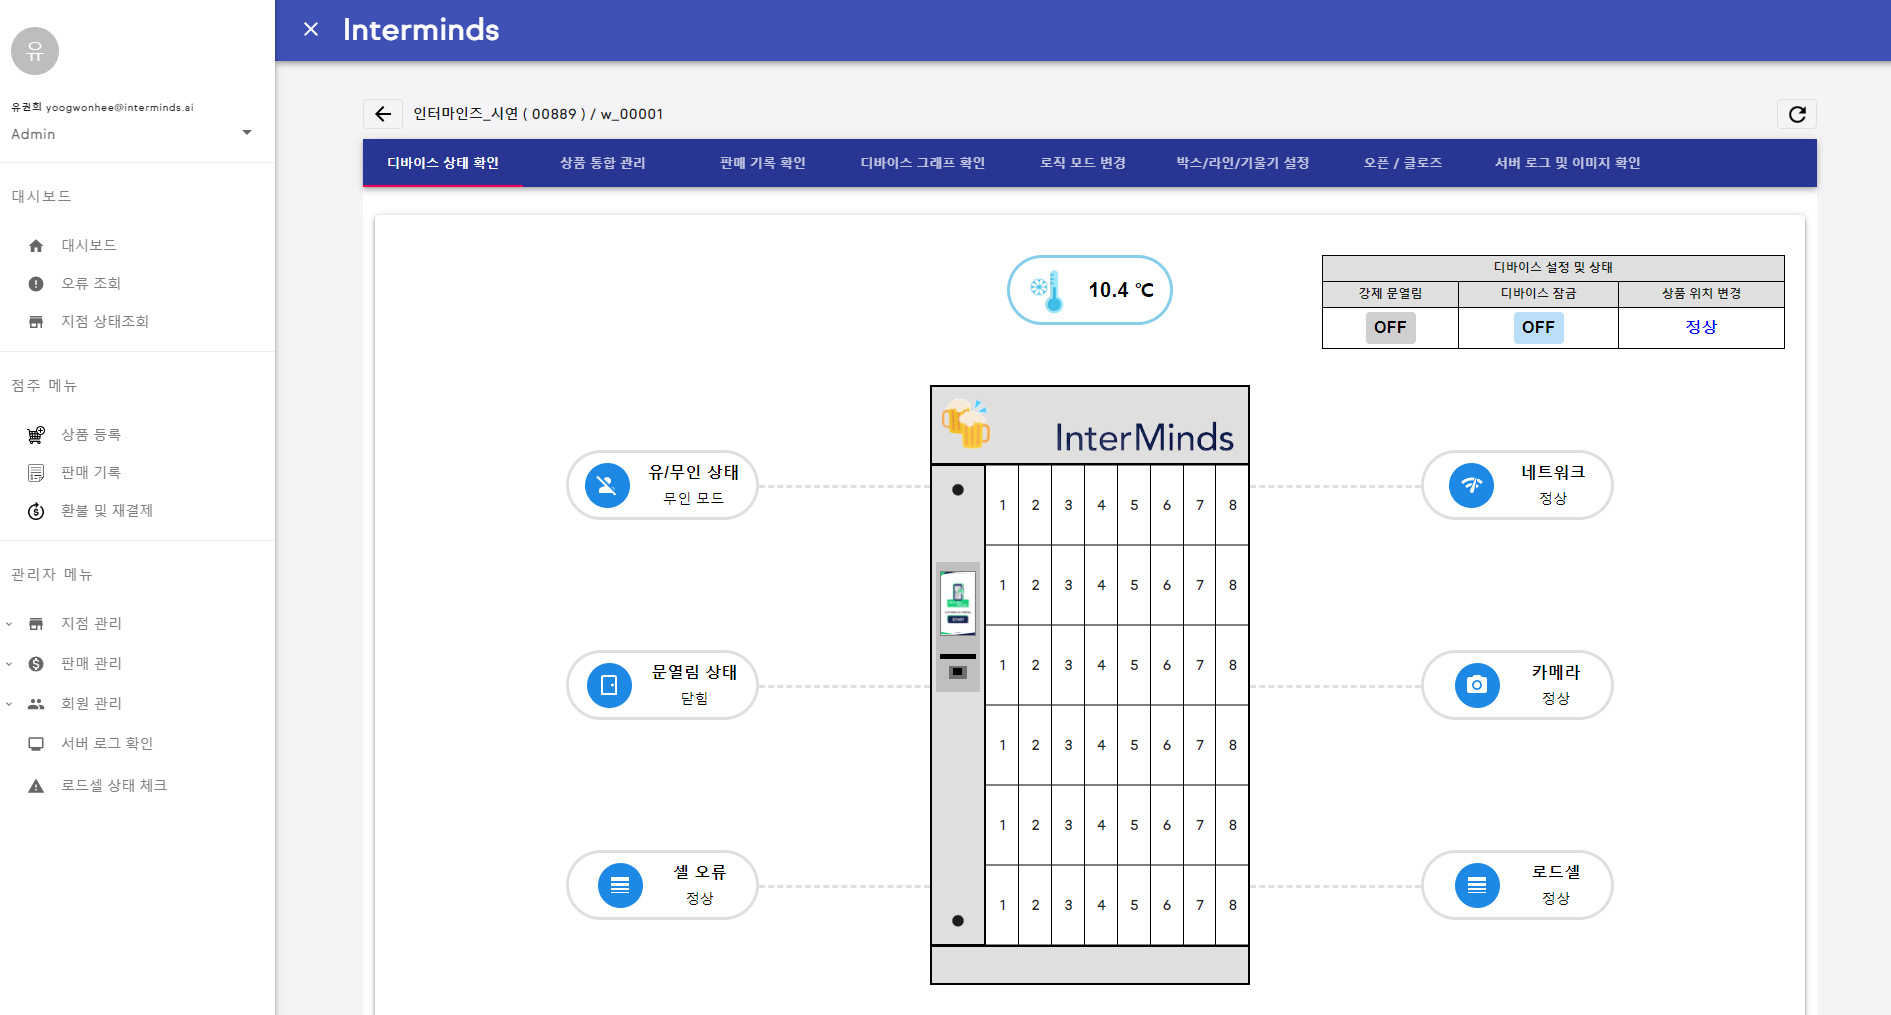 유
Interminds
유권희 yoogwonhee@interminds.ai
Admin
대시보드
대시보드
오류 조회
지점 상태조회
점주 메뉴
상품 등록
판매 기록
환불 및 재결제
관리자 메뉴
지점 관리
판매 관리
회원 관리
서버 로그 확인
로드셀 상태 체크
인터마인즈_시연 ( 00889 ) / w_00001
디바이스 상태 확인 상품 통합 관리 판매 기록 확인 디바이스 그래프 확인 로직 모드 변경 박스/라인/기울기 설정 오픈 / 클로즈 서버 로그 및 이미지 확인
10.4 ℃
디바이스 설정 및 상태
강제 문열림 디바이스 잠금 상품 위치 변경
OFF OFF 정상
InterMinds
유/무인 상태
무인 모드
문열림 상태
닫힘
셀 오류
정상
1 2 3 4 5 6 7 8
1 2 3 4 5 6 7 8
1 2 3 4 5 6 7 8
1 2 3 4 5 6 7 8
1 2 3 4 5 6 7 8
1 2 3 4 5 6 7 8
네트워크
정상
카메라
정상
로드셀
정상